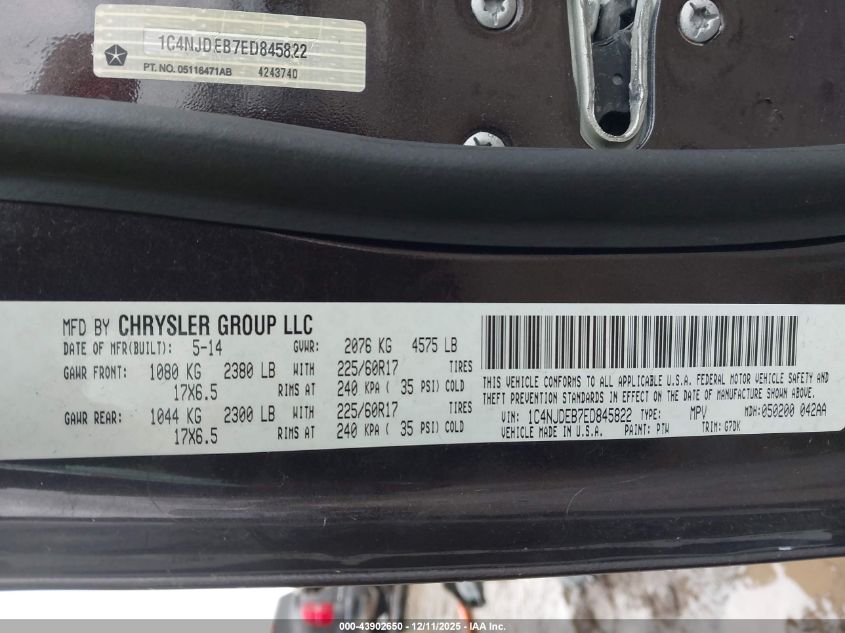 1C4NJDEB7ED845822
PT. NO. 05116471AB 4243740
MFD BY CHRYSLER GROUP LLC
DATE OF MFR(BUILT): 5-14 GVWR: 2076 KG 4575 LB
GAWR FRONT: 1080 KG 2380 LB WITH 225/60R17 TIRES
17X6.5 RIMS AT 240 KPA ( 35 PSI) COLD
GAWR REAR: 1044 KG 2300 LB WITH 225/60R17 TIRES
17X6.5 RIMS AT 240 KPA ( 35 PSI) COLD
THIS VEHICLE CONFORMS TO ALL APPLICABLE U.S.A. FEDERAL MOTOR VEHICLE SAFETY AND
THEFT PREVENTION STANDARDS IN EFFECT ON THE DATE OF MANUFACTURE SHOWN ABOVE.
VIN: 1C4NJDEB7ED845822 TYPE: MPV MDH: 050200 042AA
VEHICLE MADE IN U.S.A. PAINT: PTW TRIM: G7DK
000-43902650 - 12/11/2025 - IAA Inc.